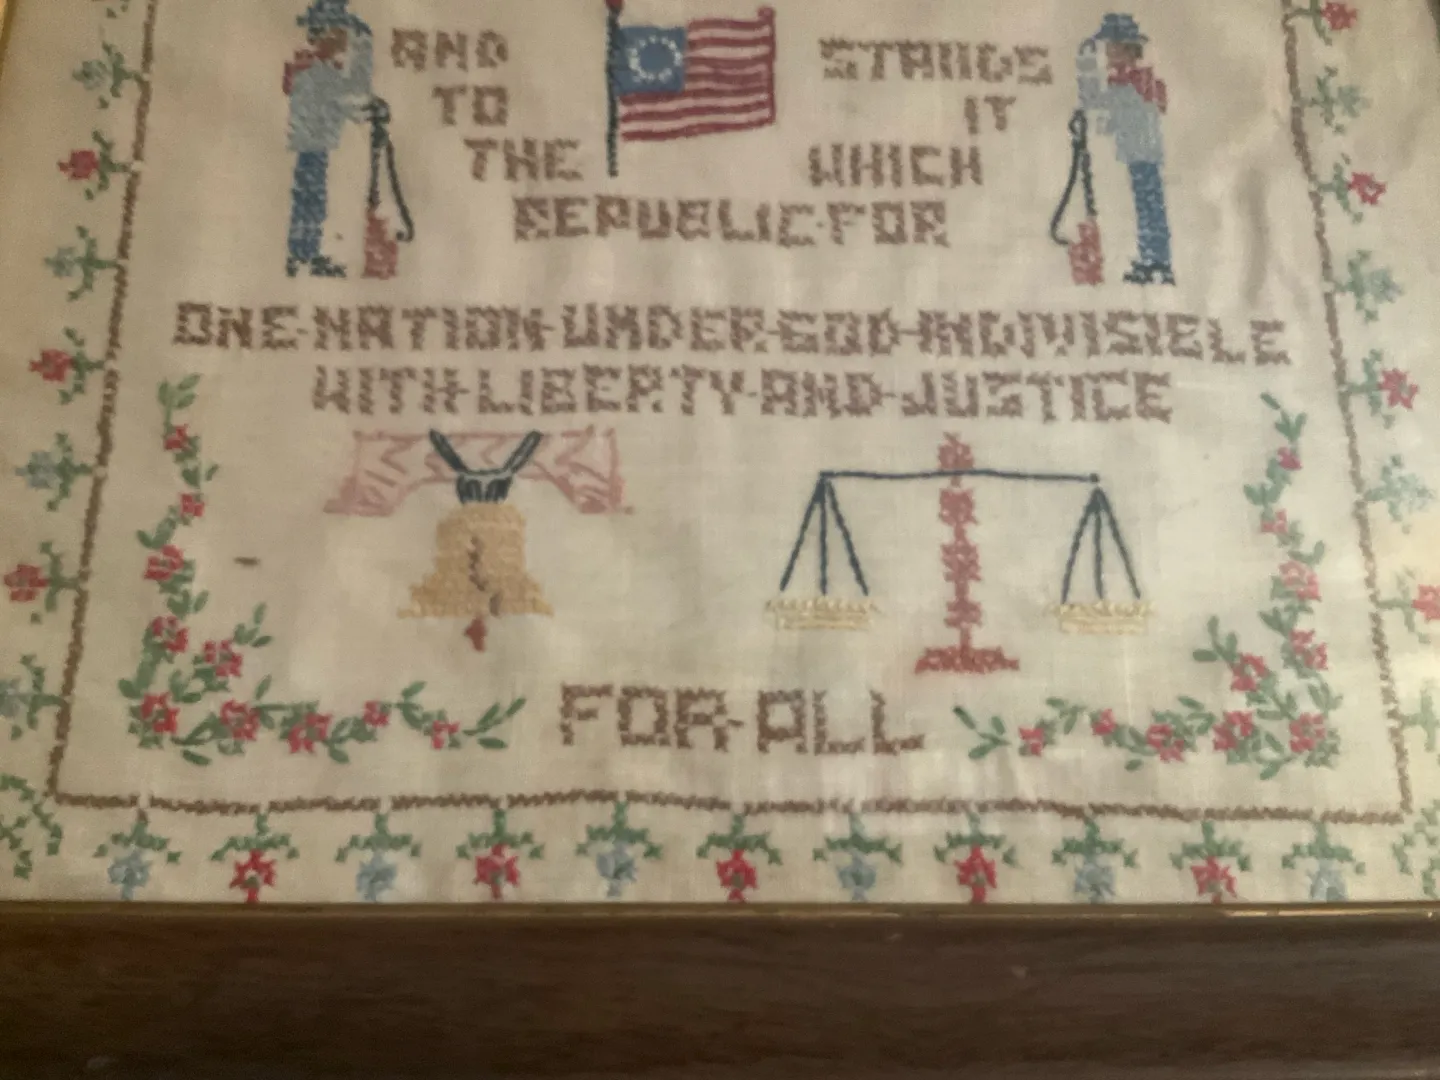 AND STANDS
TO IT
THE WHICH
REPUBLIC·FOR
ONE·NATION·UNDER·GOD·INDIVISIBLE
WITH·LIBERTY·AND·JUSTICE
FOR·ALL